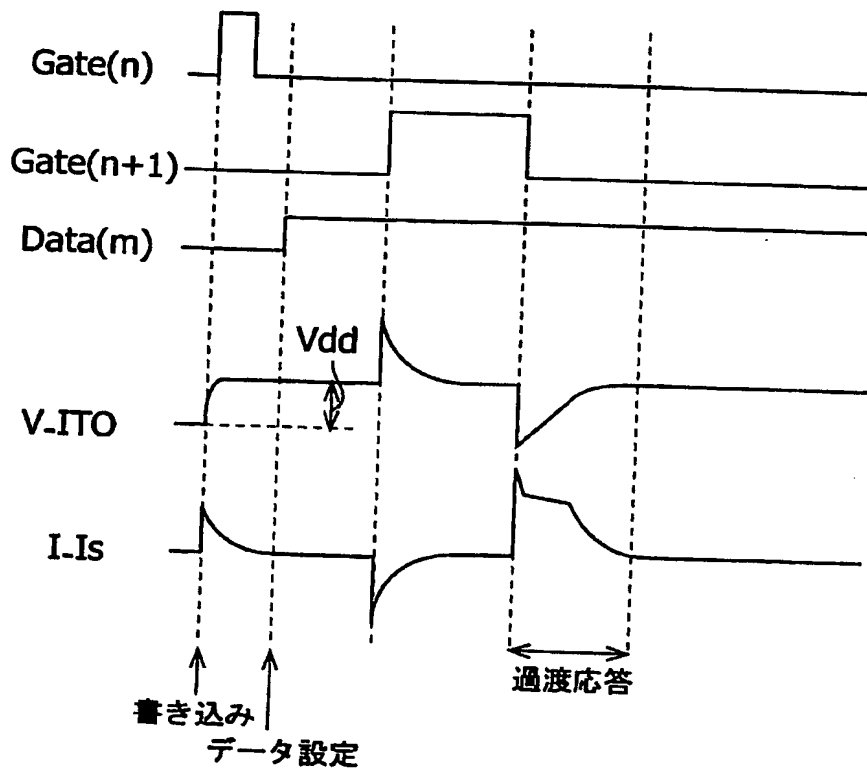 Gate(n)
Gate(n+1)
Data(m)
Vdd
V-ITO
I-Is
過渡応答
書き込み
データ設定